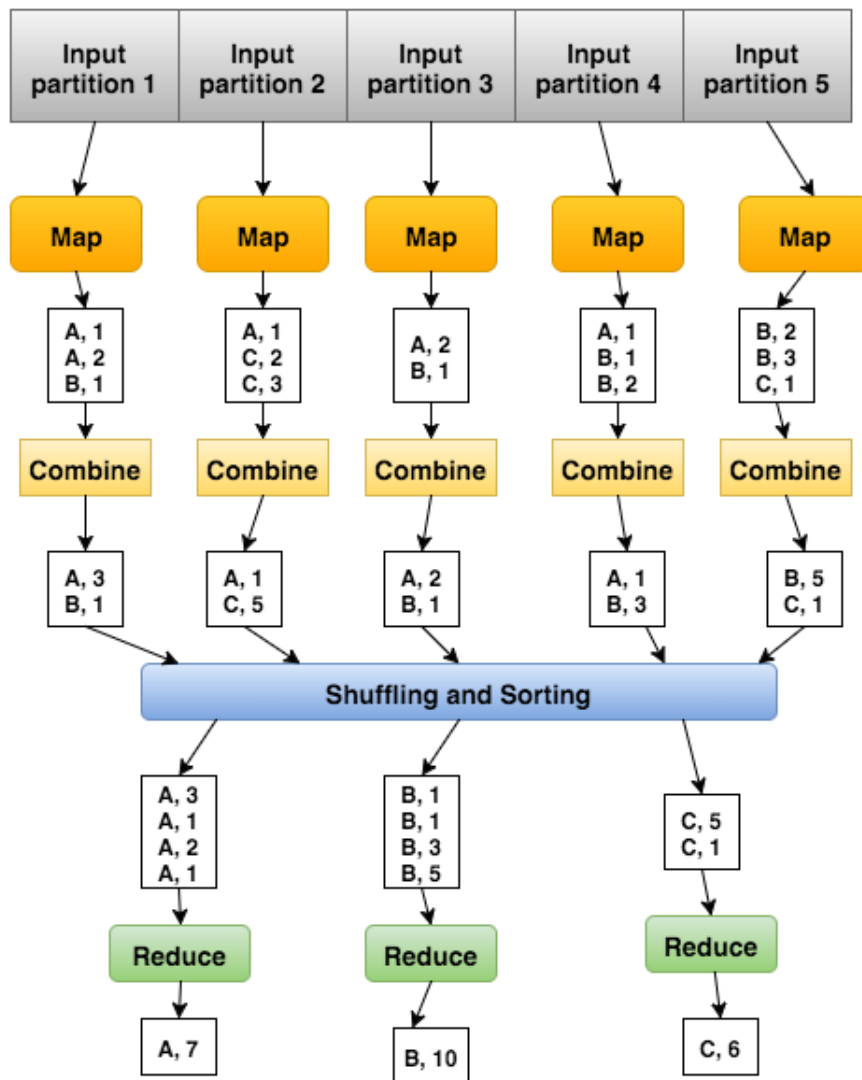 Input
partition 1
Input
partition 2
Input
partition 3
Input
partition 4
Input
partition 5
Map
Map
Map
Map
Map
A, 1
A, 2
B, 1
A, 1
C, 2
C, 3
A, 2
B, 1
A, 1
B, 1
B, 2
B, 2
B, 3
C, 1
Combine
Combine
Combine
Combine
Combine
A, 3
B, 1
A, 1
C, 5
A, 2
B, 1
A, 1
B, 3
B, 5
C, 1
Shuffling and Sorting
A, 3
A, 1
A, 2
A, 1
B, 1
B, 1
B, 3
B, 5
C, 5
C, 1
Reduce
Reduce
Reduce
A, 7
B, 10
C, 6